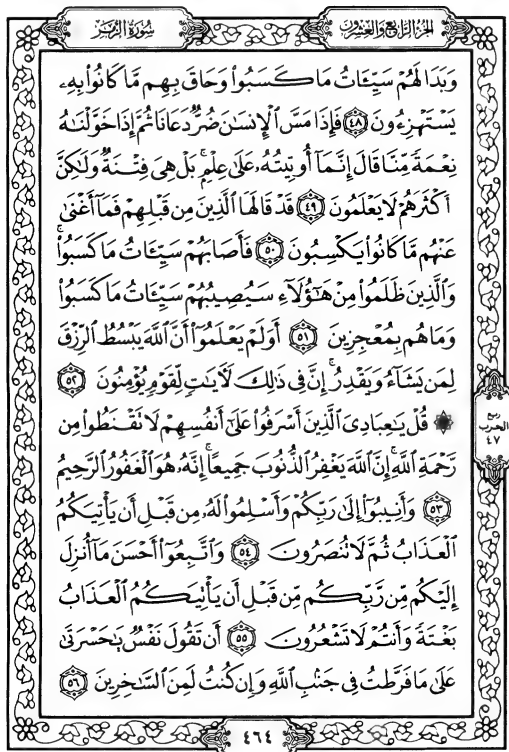 الجزء الرابع والعشرون
سورة الزمر
وَبَدَا لَهُمْ سَيِّـَٔاتُ مَا كَسَبُوا۟ وَحَاقَ بِهِم مَّا كَانُوا۟ بِهِۦ
يَسْتَهْزِءُونَ ٤٨ فَإِذَا مَسَّ ٱلْإِنسَـٰنَ ضُرٌّ دَعَانَا ثُمَّ إِذَا خَوَّلْنَـٰهُ
نِعْمَةً مِّنَّا قَالَ إِنَّمَآ أُوتِيتُهُۥ عَلَىٰ عِلْمٍۭ ۚ بَلْ هِىَ فِتْنَةٌ وَلَـٰكِنَّ
أَكْثَرَهُمْ لَا يَعْلَمُونَ ٤٩ قَدْ قَالَهَا ٱلَّذِينَ مِن قَبْلِهِمْ فَمَآ أَغْنَىٰ
عَنْهُم مَّا كَانُوا۟ يَكْسِبُونَ ٥٠ فَأَصَابَهُمْ سَيِّـَٔاتُ مَا كَسَبُوا۟ ۚ
وَٱلَّذِينَ ظَلَمُوا۟ مِنْ هَـٰٓؤُلَآءِ سَيُصِيبُهُمْ سَيِّـَٔاتُ مَا كَسَبُوا۟
وَمَا هُم بِمُعْجِزِينَ ٥١ أَوَلَمْ يَعْلَمُوٓا۟ أَنَّ ٱللَّهَ يَبْسُطُ ٱلرِّزْقَ
لِمَن يَشَآءُ وَيَقْدِرُ ۚ إِنَّ فِى ذَٰلِكَ لَـَٔايَـٰتٍ لِّقَوْمٍ يُؤْمِنُونَ ٥٢
۞ قُلْ يَـٰعِبَادِىَ ٱلَّذِينَ أَسْرَفُوا۟ عَلَىٰٓ أَنفُسِهِمْ لَا تَقْنَطُوا۟ مِن
رَّحْمَةِ ٱللَّهِ ۚ إِنَّ ٱللَّهَ يَغْفِرُ ٱلذُّنُوبَ جَمِيعًا ۚ إِنَّهُۥ هُوَ ٱلْغَفُورُ ٱلرَّحِيمُ
٥٣ وَأَنِيبُوٓا۟ إِلَىٰ رَبِّكُمْ وَأَسْلِمُوا۟ لَهُۥ مِن قَبْلِ أَن يَأْتِيَكُمُ
ٱلْعَذَابُ ثُمَّ لَا تُنصَرُونَ ٥٤ وَٱتَّبِعُوٓا۟ أَحْسَنَ مَآ أُنزِلَ
إِلَيْكُم مِّن رَّبِّكُم مِّن قَبْلِ أَن يَأْتِيَكُمُ ٱلْعَذَابُ
بَغْتَةً وَأَنتُمْ لَا تَشْعُرُونَ ٥٥ أَن تَقُولَ نَفْسٌ يَـٰحَسْرَتَىٰ
عَلَىٰ مَا فَرَّطتُ فِى جَنۢبِ ٱللَّهِ وَإِن كُنتُ لَمِنَ ٱلسَّـٰخِرِينَ ٥٦
ربع
الحزب
٤٧
٤٦٤